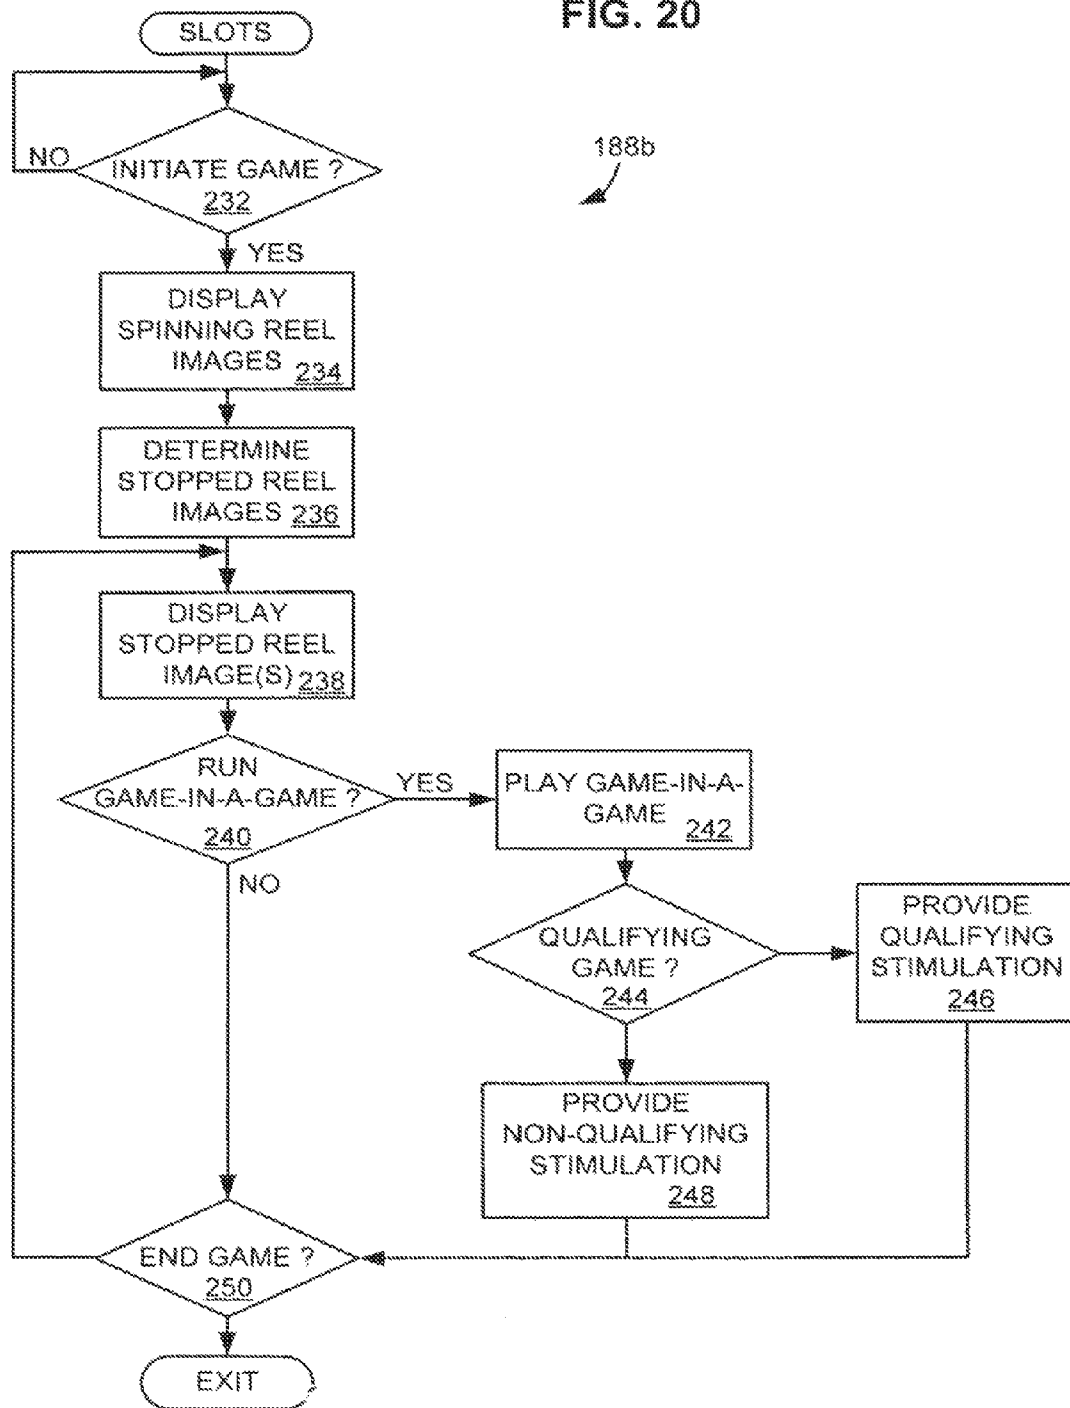 FIG. 20
SLOTS
188b
NO
INITIATE GAME ?
232
YES
DISPLAY
SPINNING REEL
IMAGES 234
DETERMINE
STOPPED REEL
IMAGES 236
DISPLAY
STOPPED REEL
IMAGE(S) 238
RUN
GAME-IN-A-GAME ?
240
YES
NO
PLAY GAME-IN-A-
GAME 242
QUALIFYING
GAME ?
244
PROVIDE
QUALIFYING
STIMULATION
246
PROVIDE
NON-QUALIFYING
STIMULATION
248
END GAME ?
250
EXIT